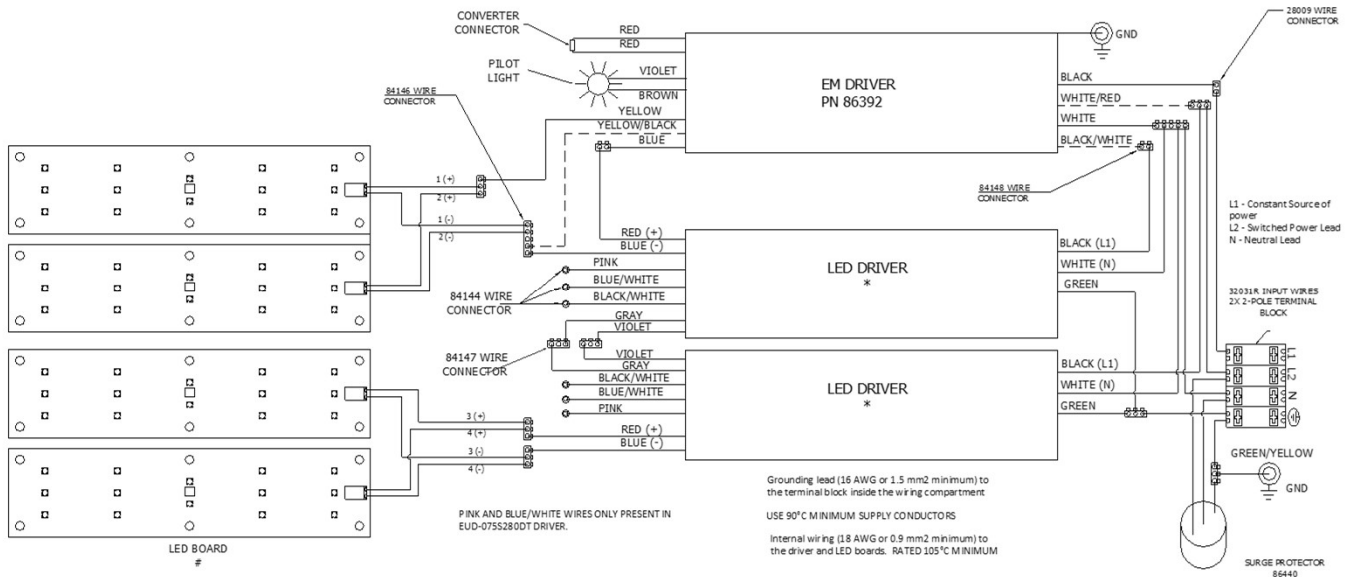 CONVERTER
CONNECTOR
RED
RED
PILOT
LIGHT
VIOLET
BROWN
84146 WIRE
CONNECTOR
YELLOW
YELLOW/BLACK
BLUE
EM DRIVER
PN 86392
GND
28009 WIRE
CONNECTOR
BLACK
WHITE/RED
WHITE
BLACK/WHITE
84148 WIRE
CONNECTOR
1 (+)
2 (+)
1 (-)
2 (-)
L1 - Constant Source of
power
L2 - Switched Power Lead
N - Neutral Lead
RED (+)
BLUE (-)
PINK
BLUE/WHITE
BLACK/WHITE
GRAY
VIOLET
84144 WIRE
CONNECTOR
LED DRIVER
*
BLACK (L1)
WHITE (N)
GREEN
32031R INPUT WIRES
2X 2-POLE TERMINAL
BLOCK
84147 WIRE
CONNECTOR
VIOLET
GRAY
BLACK/WHITE
BLUE/WHITE
PINK
RED (+)
BLUE (-)
LED DRIVER
*
BLACK (L1)
WHITE (N)
GREEN
L1
L2
N
3 (+)
4 (+)
3 (-)
4 (-)
GREEN/YELLOW
GND
PINK AND BLUE/WHITE WIRES ONLY PRESENT IN
EUD-075S280DT DRIVER.
Grounding lead (16 AWG or 1.5 mm2 minimum) to
the terminal block inside the wiring compartment
USE 90°C MINIMUM SUPPLY CONDUCTORS
Internal wiring (18 AWG or 0.9 mm2 minimum) to
the driver and LED boards. RATED 105°C MINIMUM
LED BOARD
#
SURGE PROTECTOR
86440